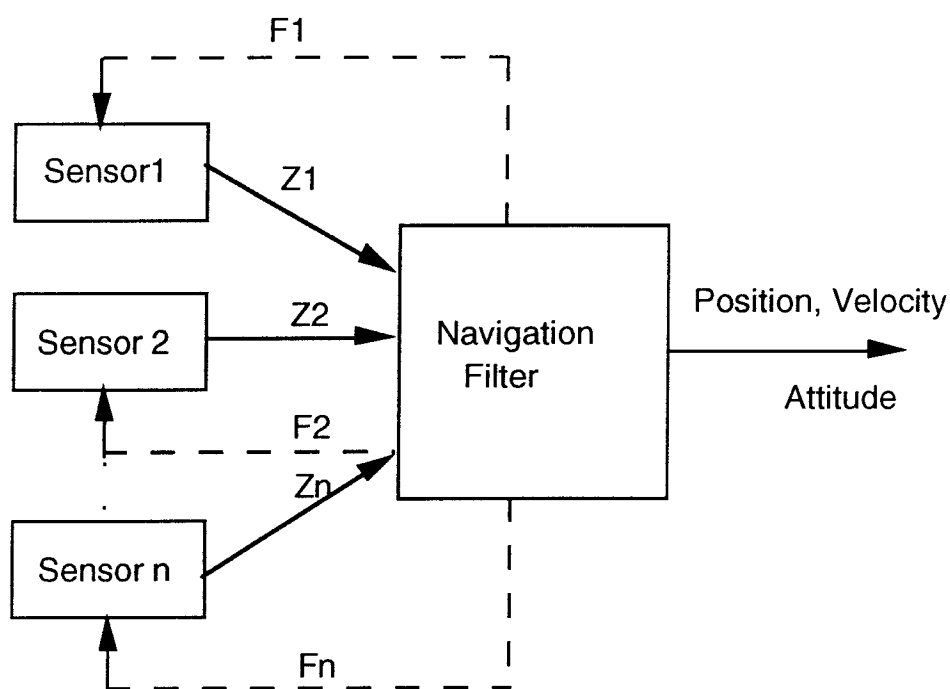 F1
Sensor1
Z1
Sensor 2
Z2
Navigation
Filter
Position, Velocity
Attitude
F2
Zn
Sensor n
Fn